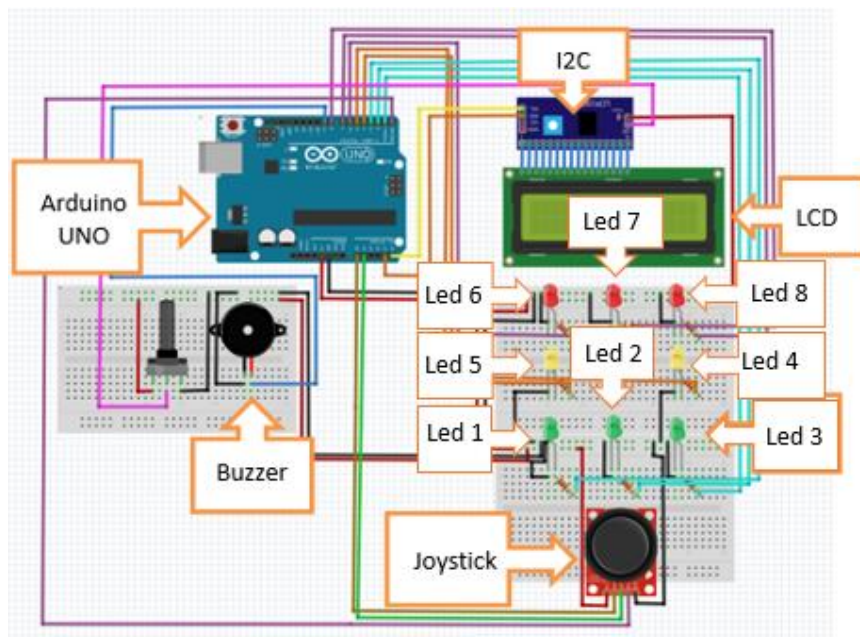 I2C
Arduino
UNO
UNO
LCD
Led 7
Led 6
Led 8
Led 2
Led 5
Led 4
Led 1
Led 3
Buzzer
Joystick